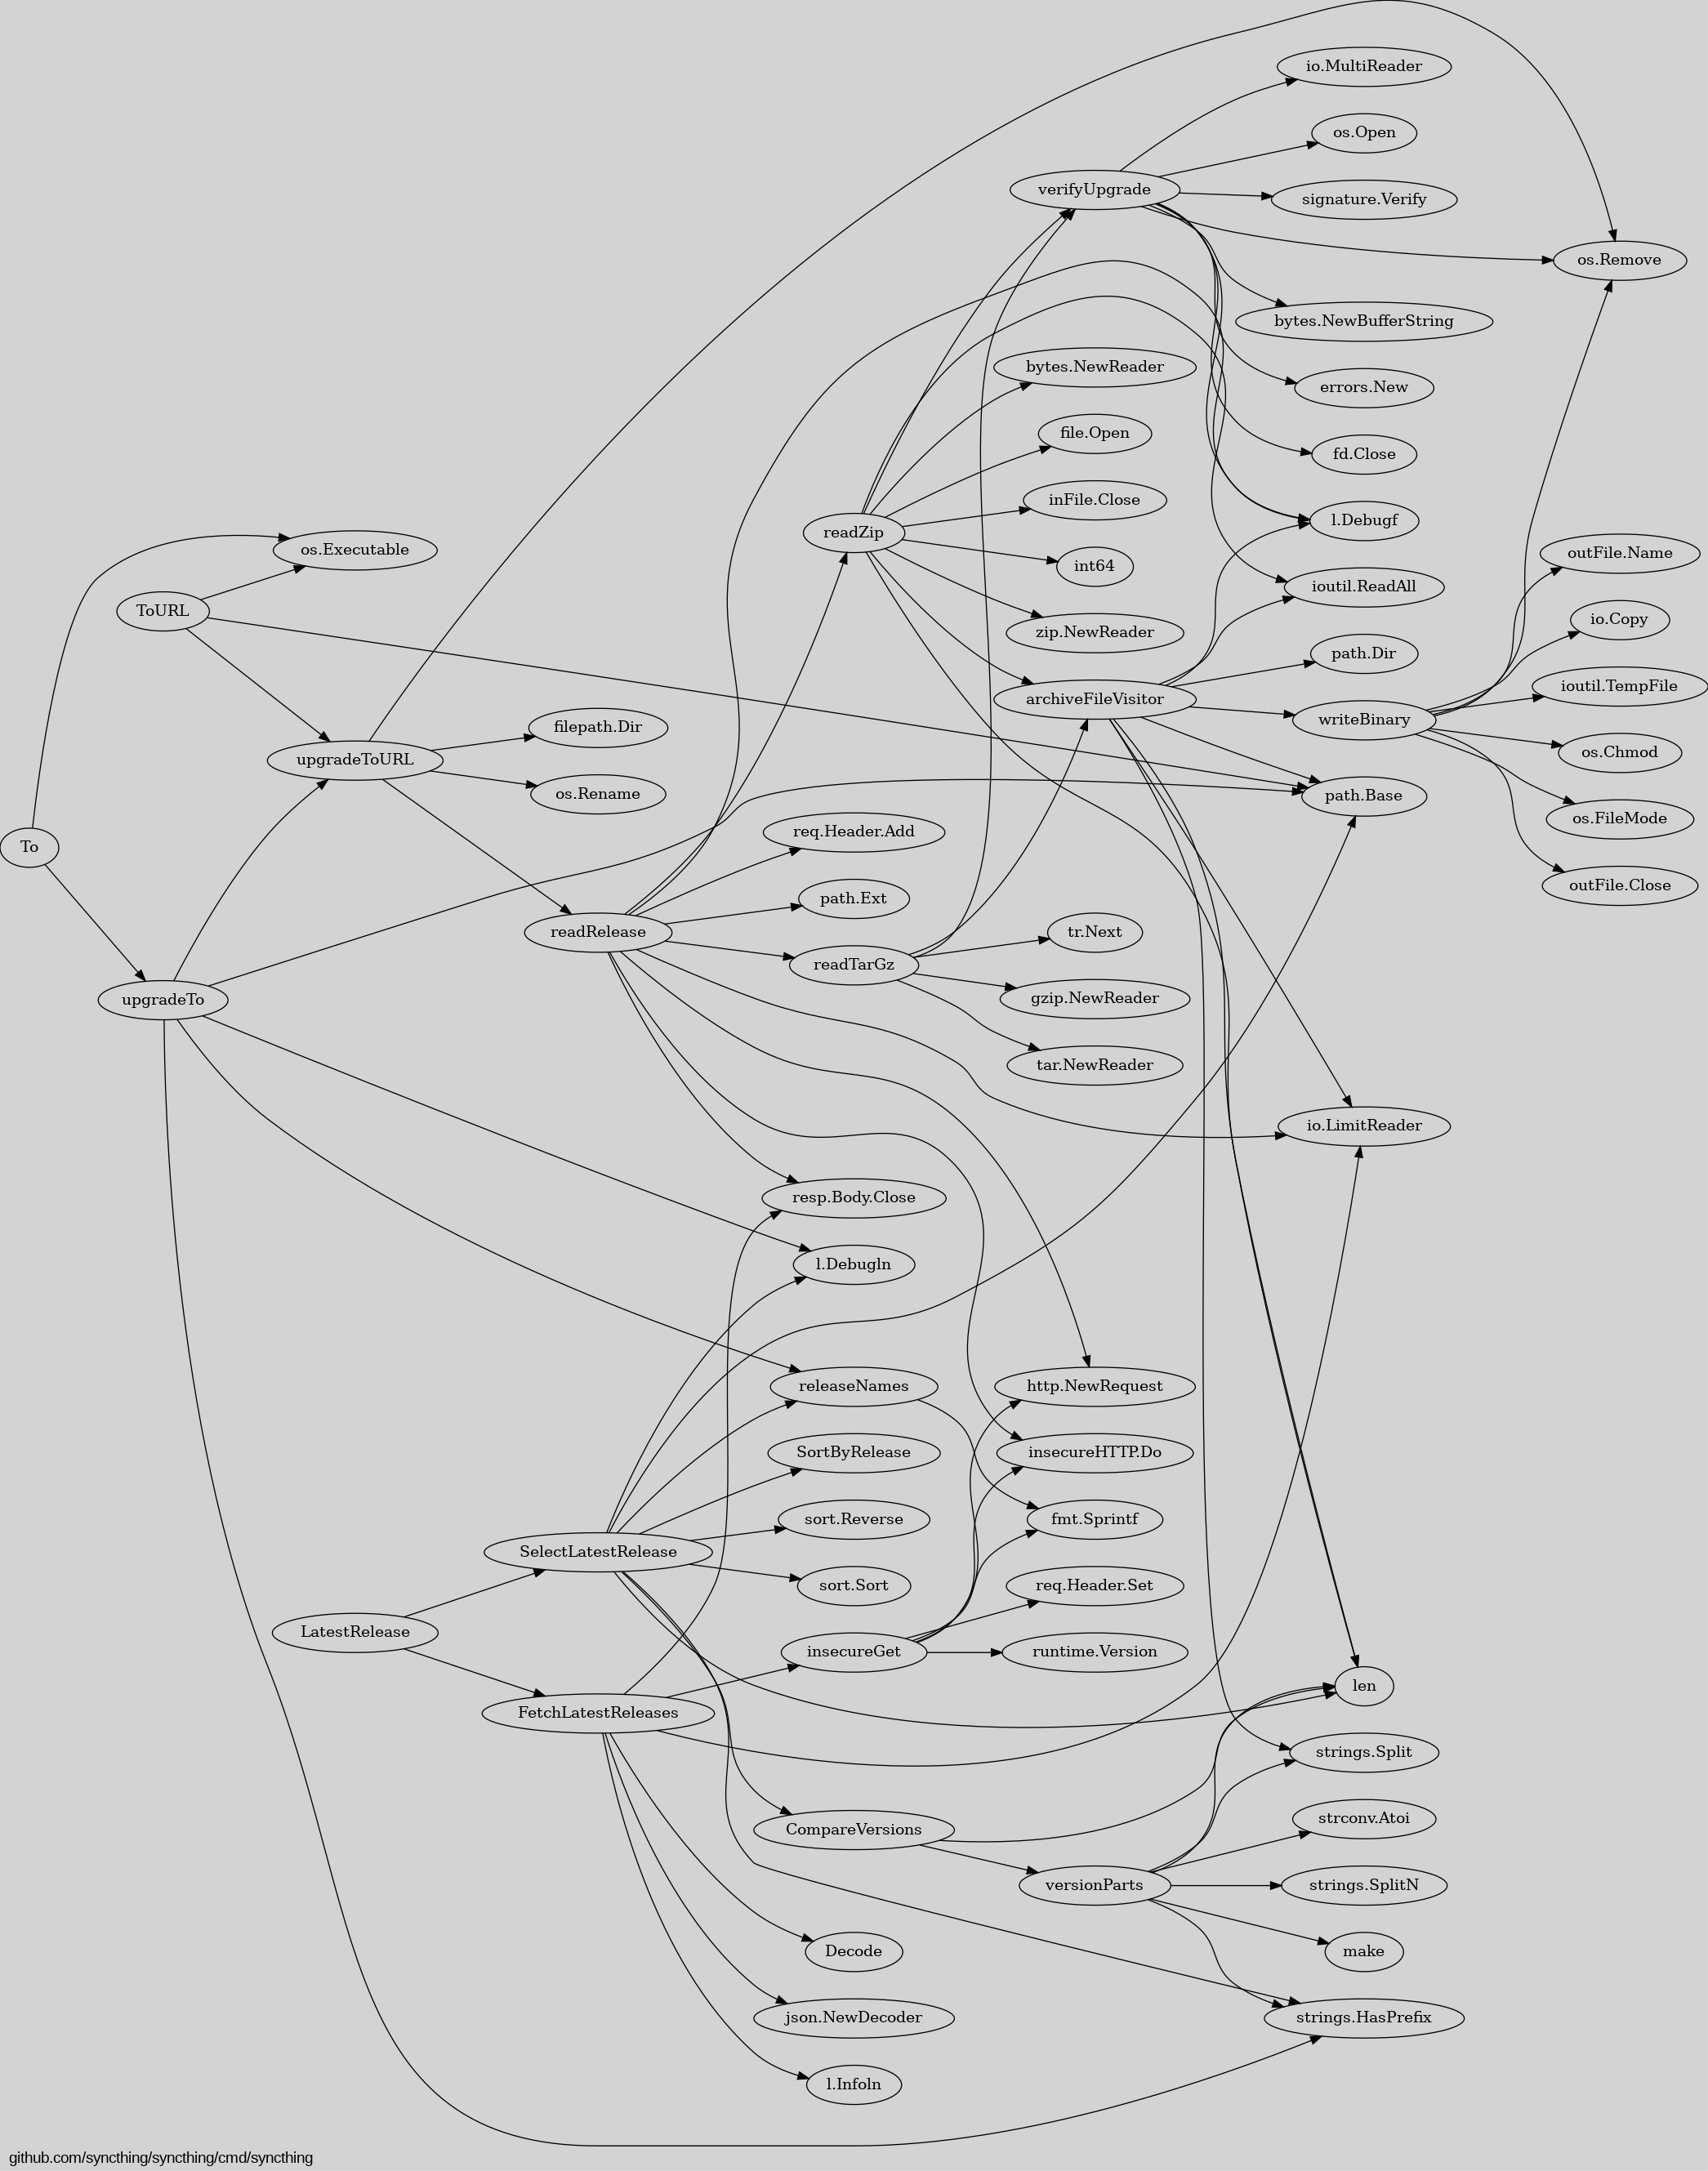 io.MultiReader
os.Open
verifyUpgrade
signature.Verify
os.Remove
bytes.NewBufferString
bytes.NewReader
errors.New
file.Open
fd.Close
inFile.Close
l.Debugf
readZip
os.Executable
outFile.Name
int64
ioutil.ReadAll
ToURL
io.Copy
zip.NewReader
path.Dir
ioutil.TempFile
archiveFileVisitor
writeBinary
filepath.Dir
os.Chmod
upgradeToURL
os.Rename
path.Base
os.FileMode
req.Header.Add
To
outFile.Close
path.Ext
readRelease
tr.Next
readTarGz
upgradeTo
gzip.NewReader
tar.NewReader
io.LimitReader
resp.Body.Close
l.Debugln
releaseNames
http.NewRequest
SortByRelease
insecureHTTP.Do
sort.Reverse
fmt.Sprintf
SelectLatestRelease
sort.Sort
req.Header.Set
LatestRelease
insecureGet
runtime.Version
len
FetchLatestReleases
strings.Split
strconv.Atoi
CompareVersions
versionParts
strings.SplitN
Decode
make
json.NewDecoder
strings.HasPrefix
l.Infoln
github.com/syncthing/syncthing/cmd/syncthing